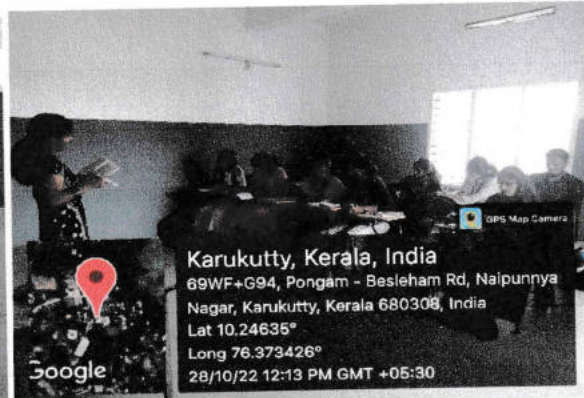 GPS Map Camera
Karukutty, Kerala, India
69WF+G94, Pongam - Besleham Rd, Naipunnya
Nagar, Karukutty, Kerala 680308, India
Lat 10.24635°
Long 76.373426°
28/10/22 12:13 PM GMT +05:30
Google